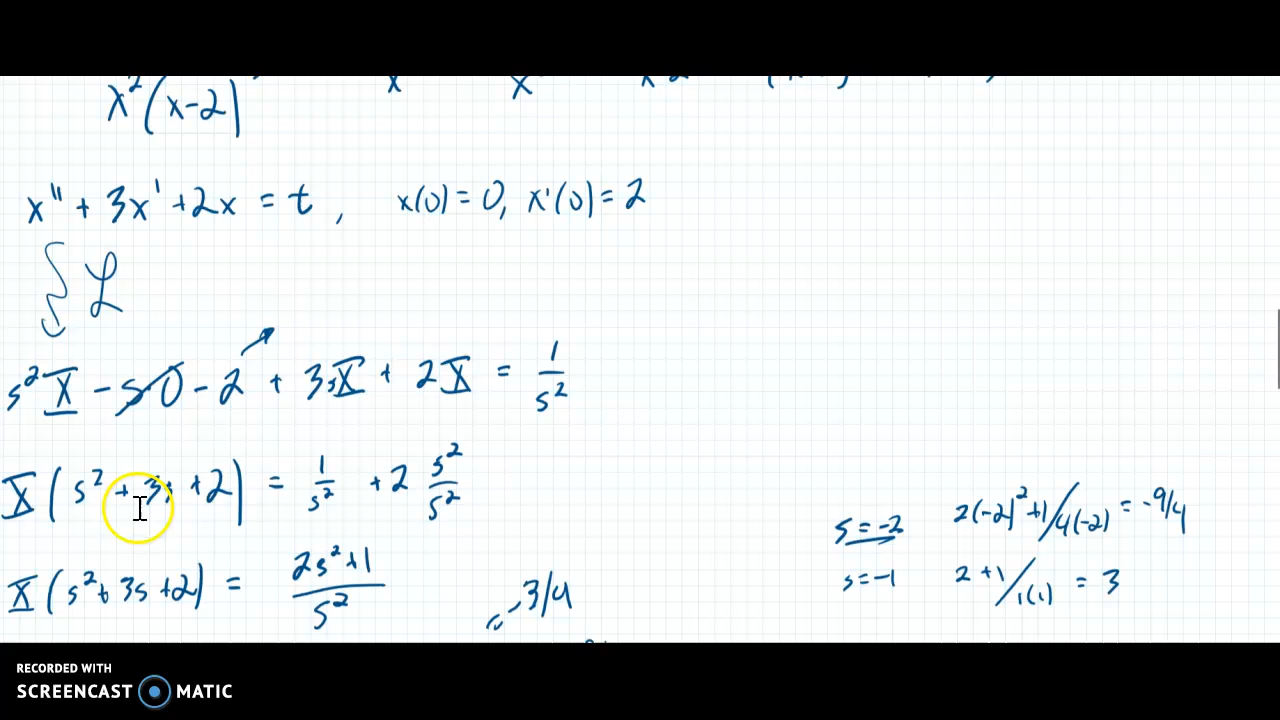 x²(x-2)
x'' + 3x' + 2x = t, x(0) = 0, x'(0) = 2
ℒ
s²X - s·0 - 2 + 3sX + 2X = 1/s²
X(s² + 3s + 2) = 1/s² + 2 s²/s²
s = -2 2(-2)² + 1 / 4(-2) = -9/4
X(s² + 3s + 2) = (2s² + 1)/s²
s = -1 2 + 1 / 1(1) = 3
-3/4
RECORDED WITH
SCREENCAST MATIC